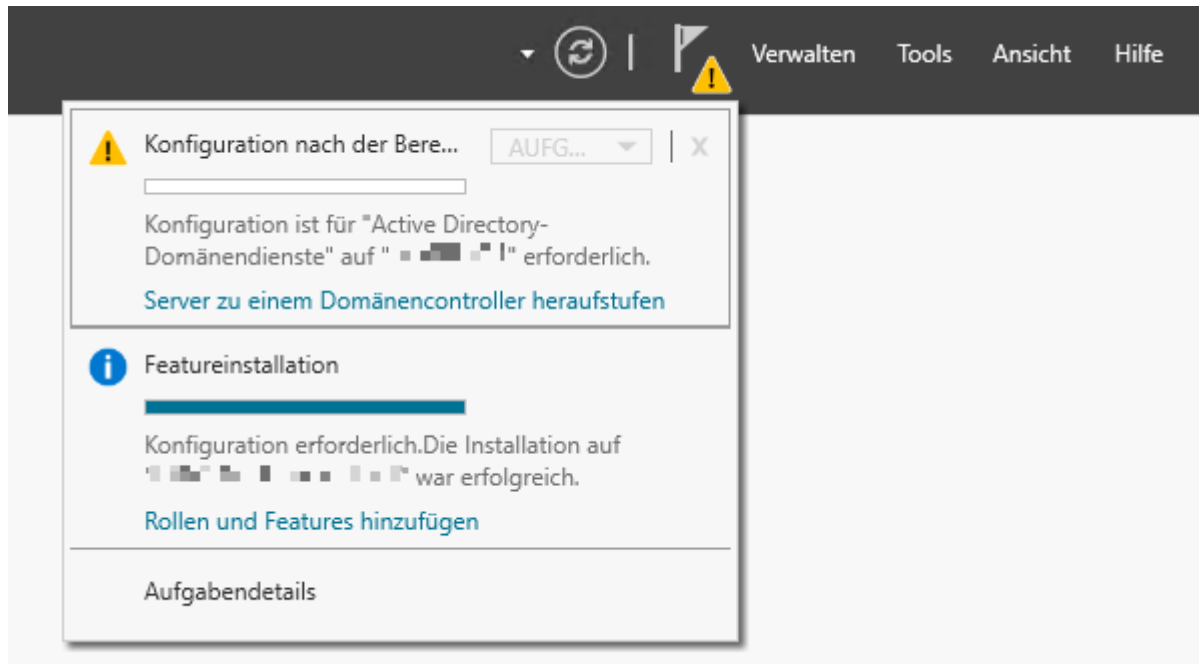 Verwalten Tools Ansicht Hilfe
Konfiguration nach der Bere... AUFG... X
Konfiguration ist für "Active Directory-
Domänendienste" auf " " erforderlich.
Server zu einem Domänencontroller heraufstufen
Featureinstallation
Konfiguration erforderlich.Die Installation auf
" " war erfolgreich.
Rollen und Features hinzufügen
Aufgabendetails